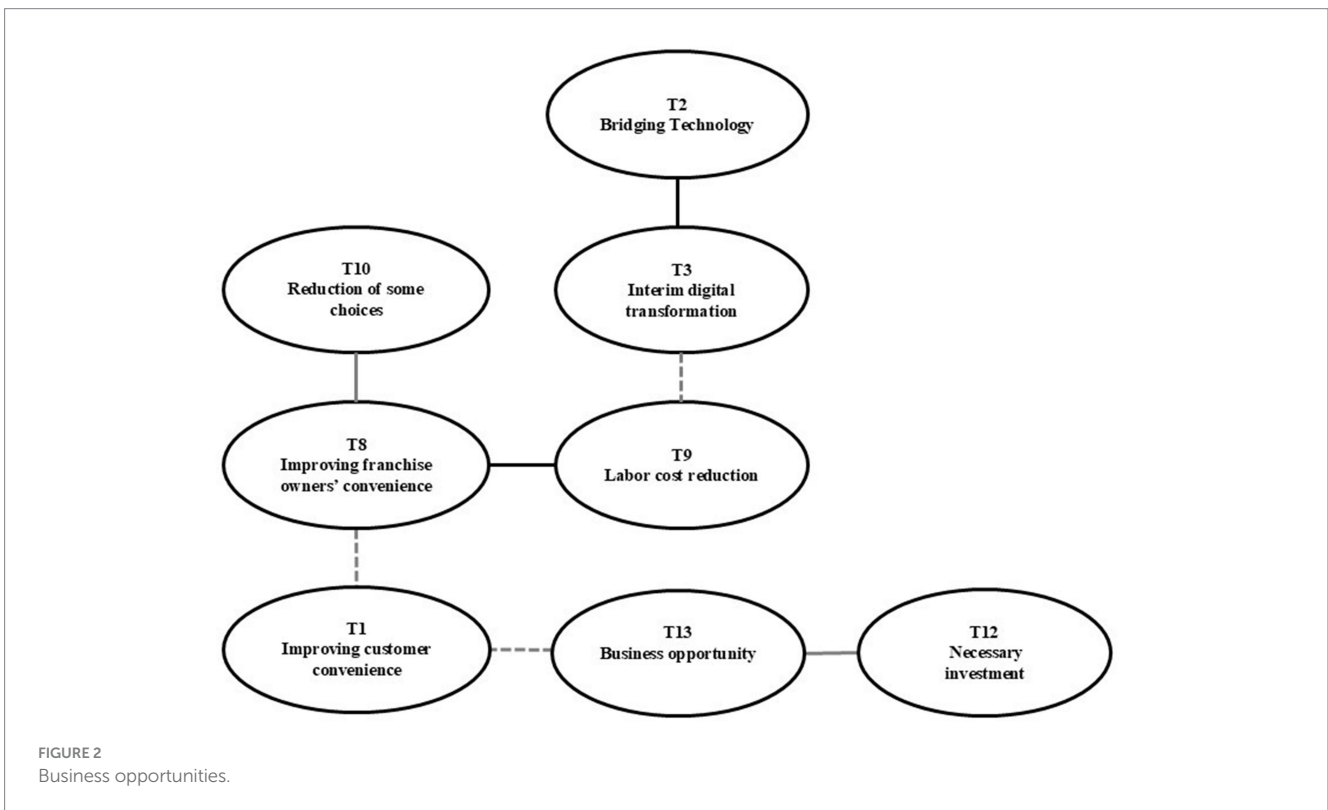 T2
Bridging Technology
T10
Reduction of some
choices
T3
Interim digital
transformation
T8
Improving franchise
owners’ convenience
T9
Labor cost reduction
T1
Improving customer
convenience
T13
Business opportunity
T12
Necessary
investment
FIGURE 2
Business opportunities.